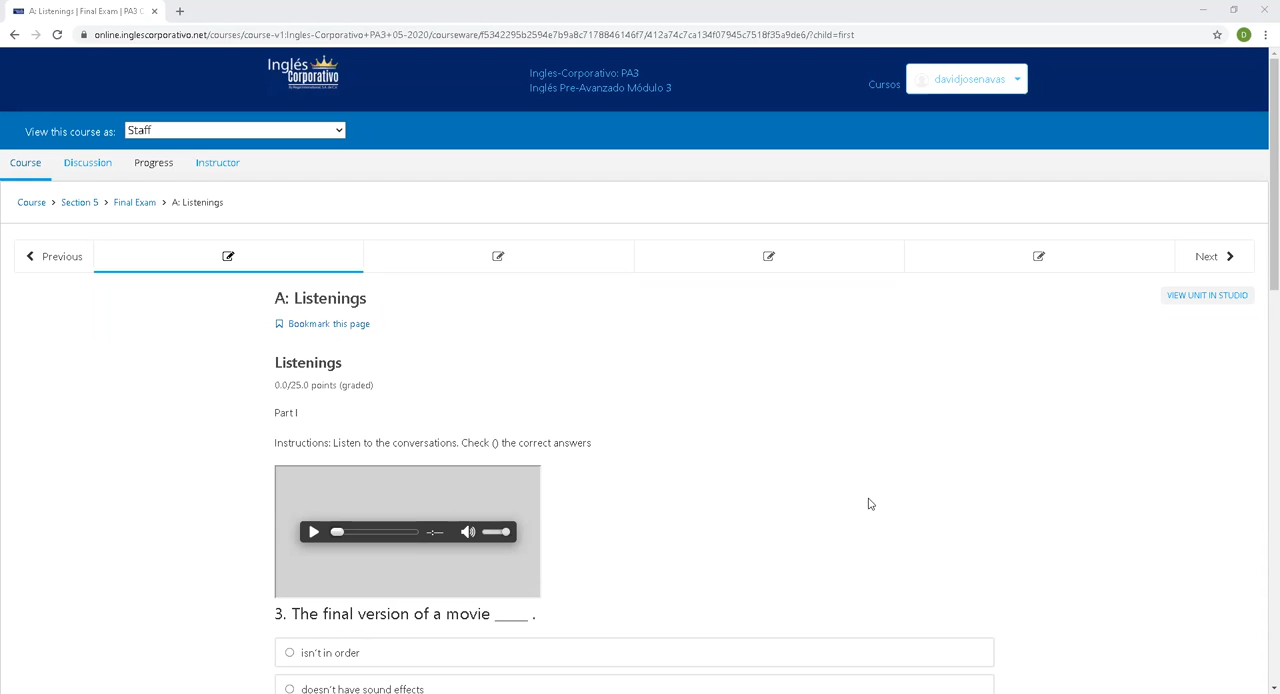 A: Listenings | Final Exam | PA3
online.inglescorporativo.net/courses/course-v1:Ingles-Corporativo+PA3+05-2020/courseware/f5342295b2594e7b9a8c7178846146f7/412a74c7ca134f07945c7518f35a9de6/?child=first
D
Inglés
Corporativo
Ingles-Corporativo: PA3
Inglés Pre-Avanzado Módulo 3
Cursos
davidjosenavas
View this course as:
Staff
Course
Discussion
Progress
Instructor
Course > Section 5 > Final Exam > A: Listenings
Previous
Next
A: Listenings
VIEW UNIT IN STUDIO
Bookmark this page
Listenings
0.0/25.0 points (graded)
Part I
Instructions: Listen to the conversations. Check () the correct answers
-:--
3. The final version of a movie ____ .
isn't in order
doesn't have sound effects